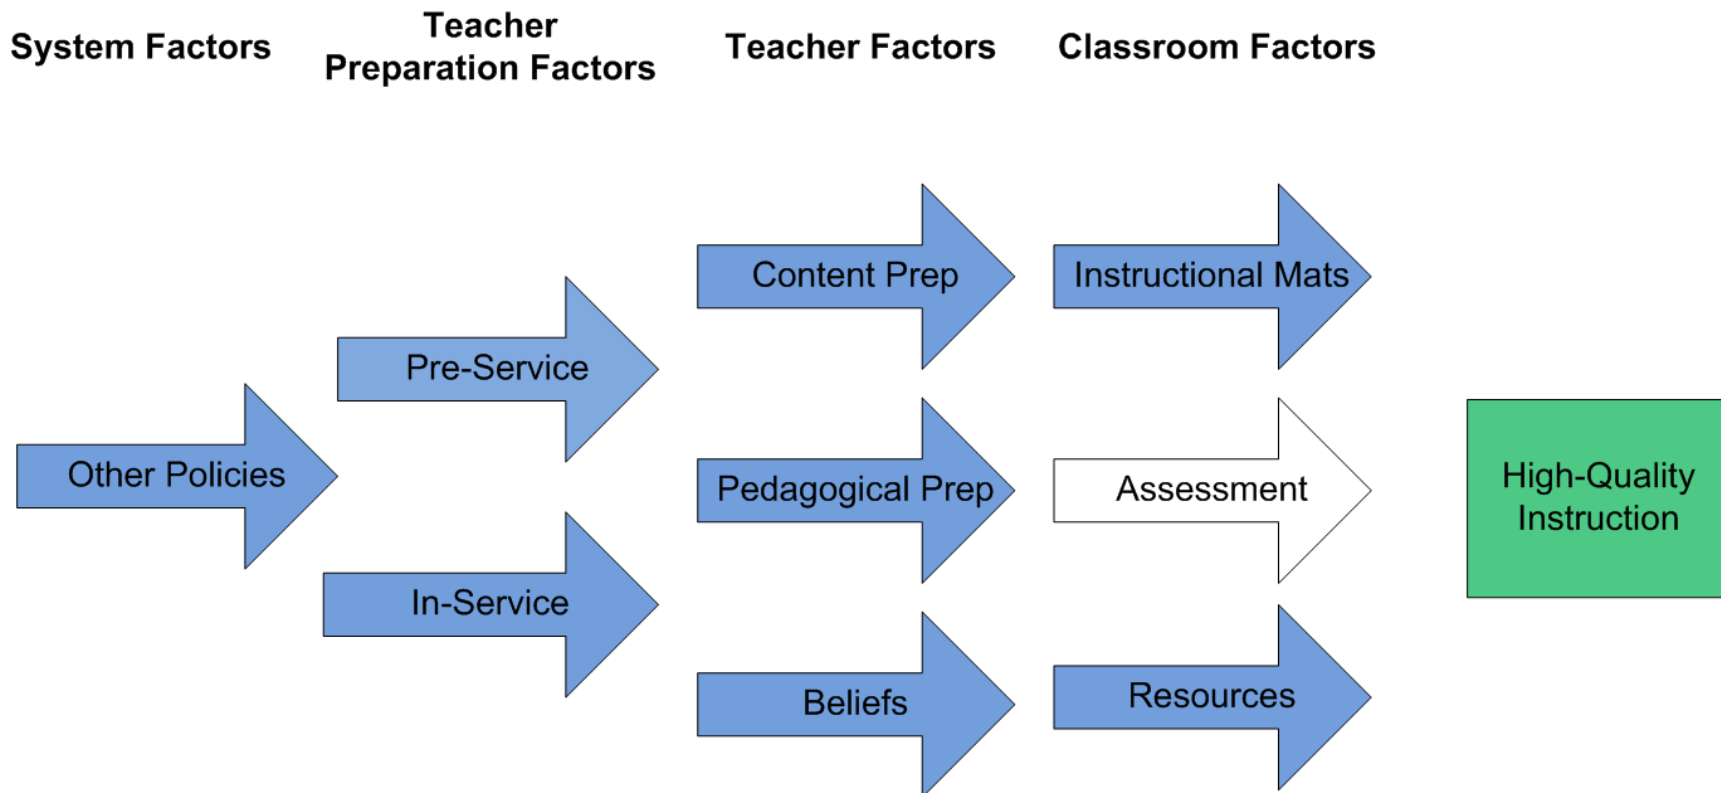 System Factors
Teacher
Preparation Factors
Teacher Factors
Classroom Factors
Other Policies
Pre-Service
In-Service
Content Prep
Pedagogical Prep
Beliefs
Instructional Mats
Assessment
Resources
High-Quality
Instruction